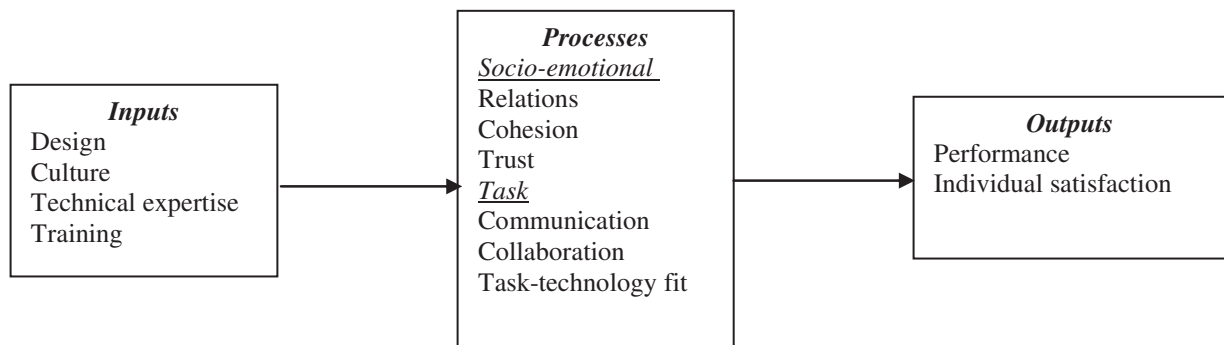 Inputs
Design
Culture
Technical expertise
Training
Processes
Socio-emotional
Relations
Cohesion
Trust
Task
Communication
Collaboration
Task-technology fit
Outputs
Performance
Individual satisfaction